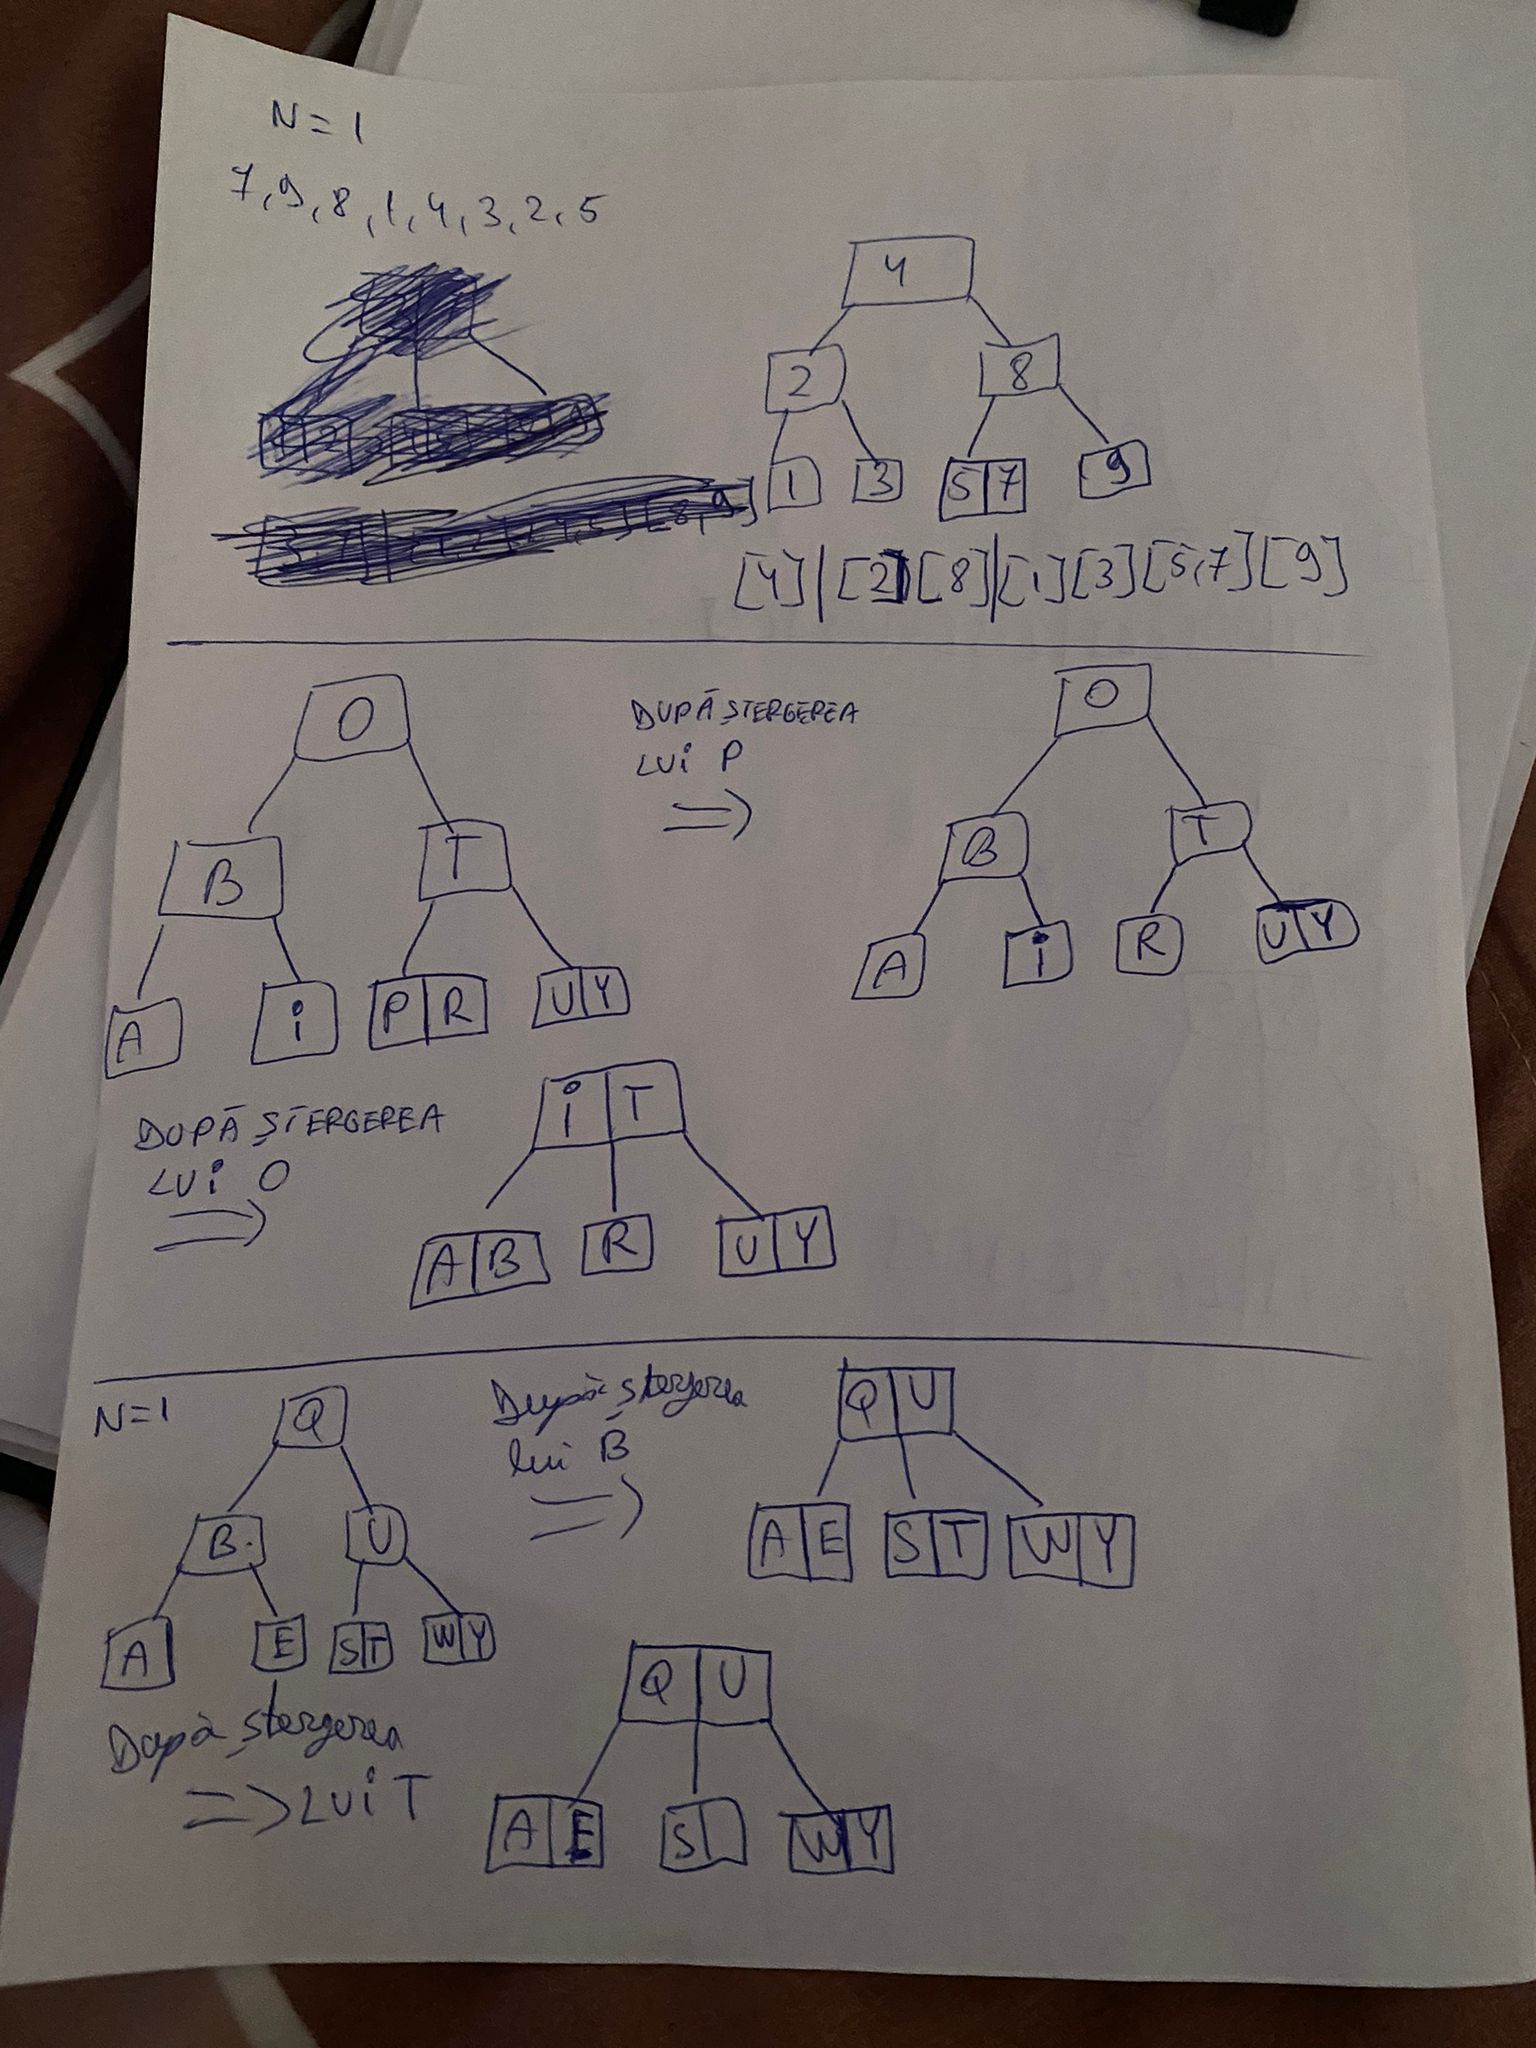 N=1
7,9,8,1,4,3,2,5
4
2 8
1 3 5 7 9
[4]|[2][8]|[1][3][5,7][9]
O
B T
A i P R U Y
DUPĂ ȘTERGEREA
LUi P
=>
O
B T
A i R U Y
DUPĂ ȘTERGEREA
LUi O
=>
i T
A B R U Y
N=1
Q
B U
A E S T W Y
După ștergerea
lui B
=>
Q U
A E S T W Y
După ștergerea
=> LUi T
Q U
A E S W Y